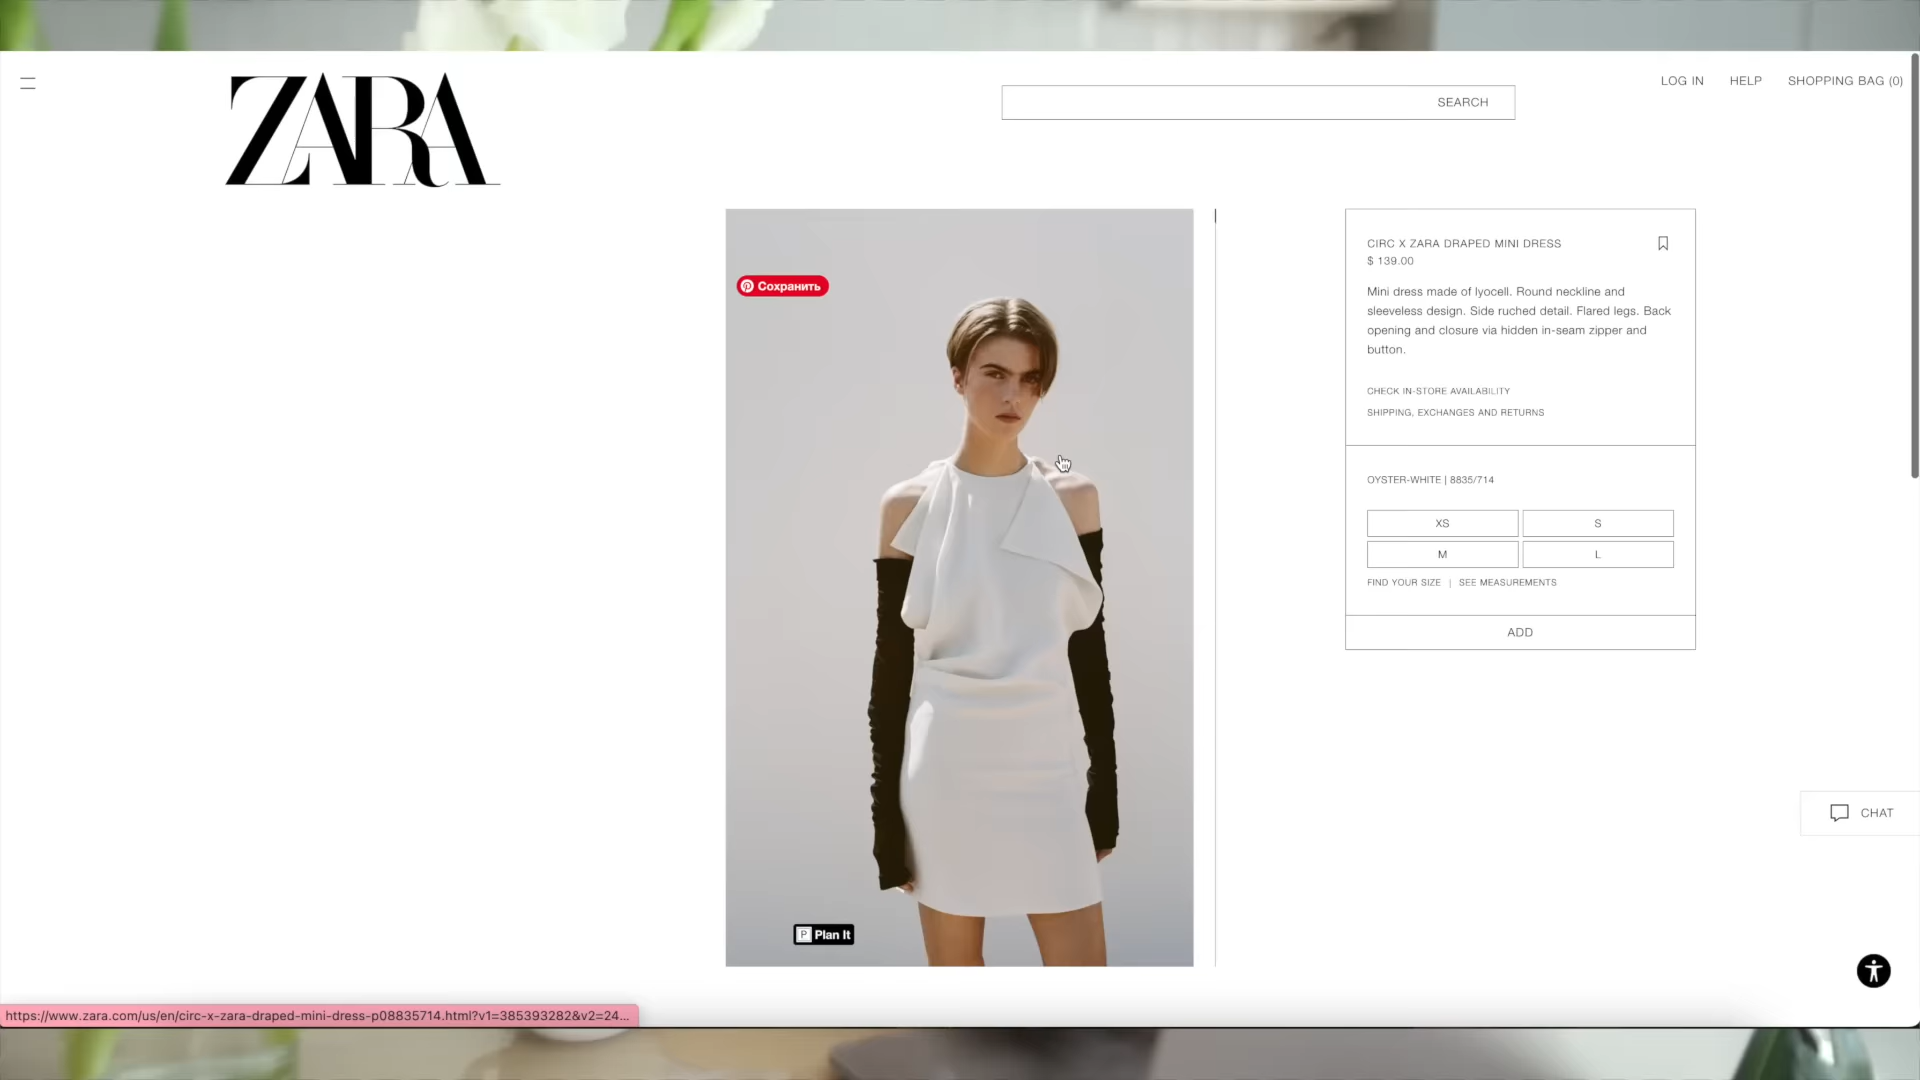 ZARA
SEARCH
LOG IN
HELP
SHOPPING BAG (0)
Сохранить
Plan It
CIRC X ZARA DRAPED MINI DRESS
$ 139.00
Mini dress made of lyocell. Round neckline and
sleeveless design. Side ruched detail. Flared legs. Back
opening and closure via hidden in-seam zipper and
button.
CHECK IN-STORE AVAILABILITY
SHIPPING, EXCHANGES AND RETURNS
OYSTER-WHITE | 8835/714
XS
S
M
L
FIND YOUR SIZE | SEE MEASUREMENTS
ADD
CHAT
https://www.zara.com/us/en/circ-x-zara-draped-mini-dress-p08835714.html?v1=385393282&v2=24...